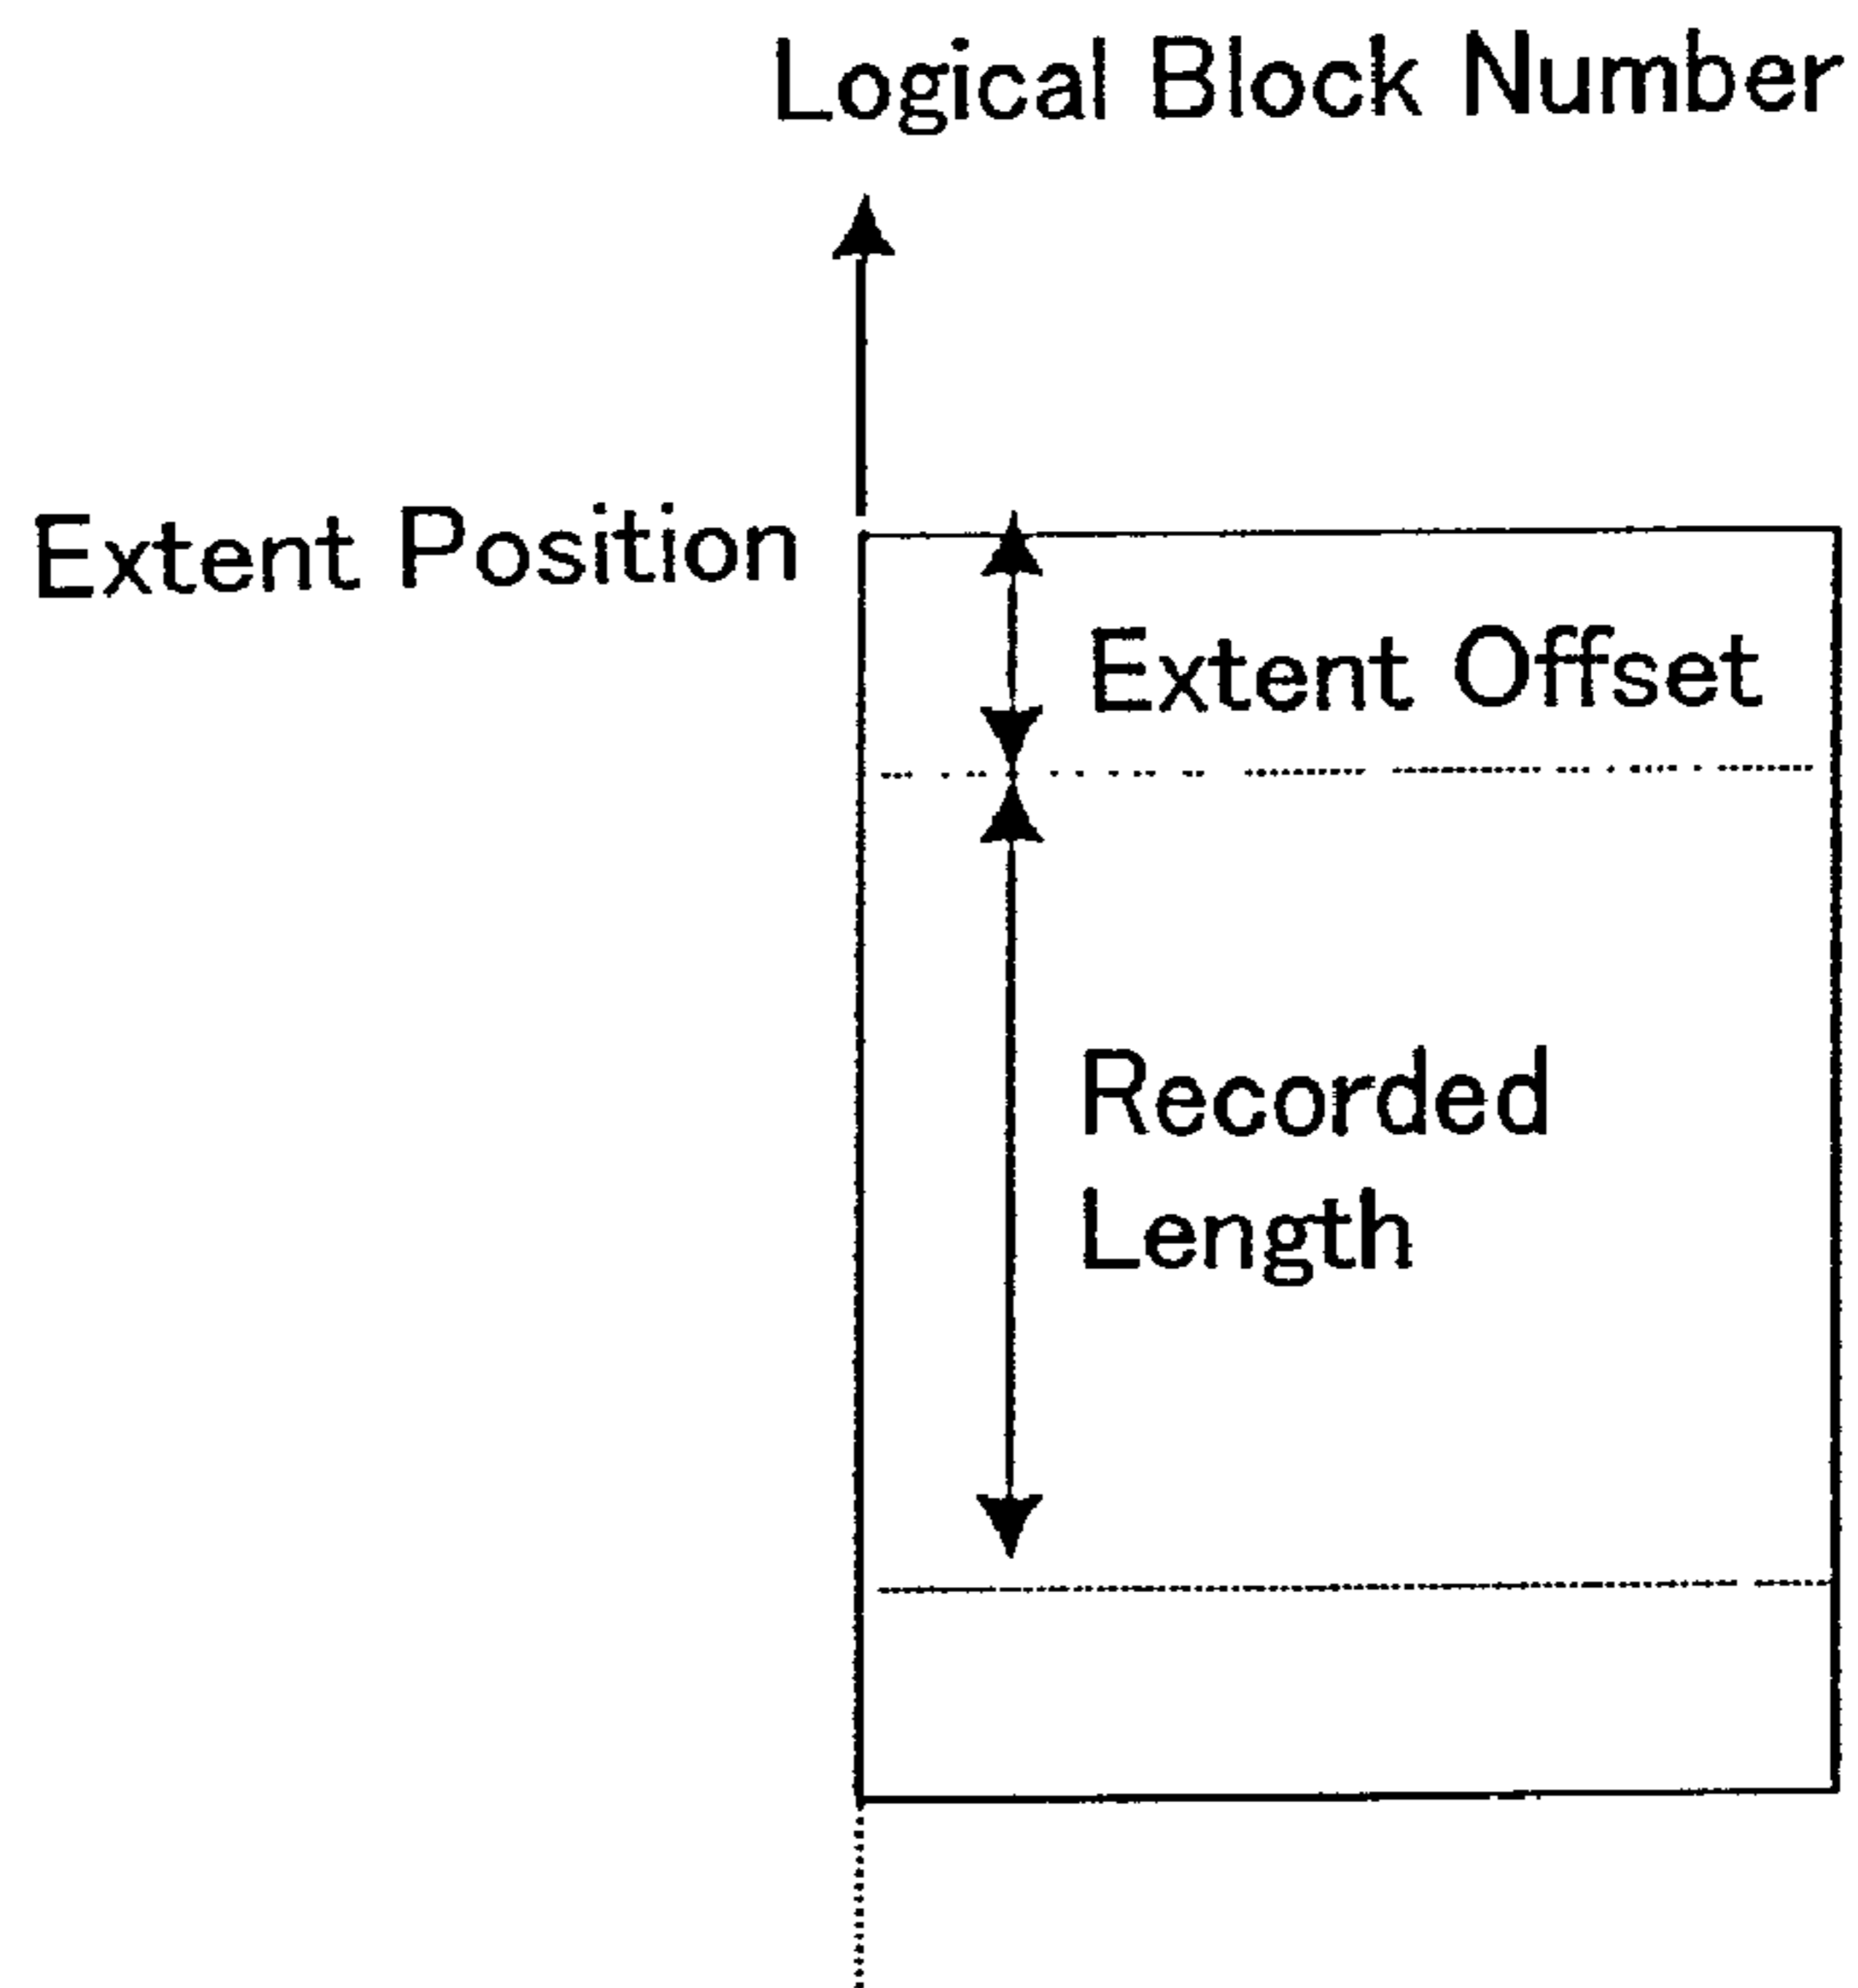 Logical Block Number
Extent Position
Extent Offset
Recorded
Length